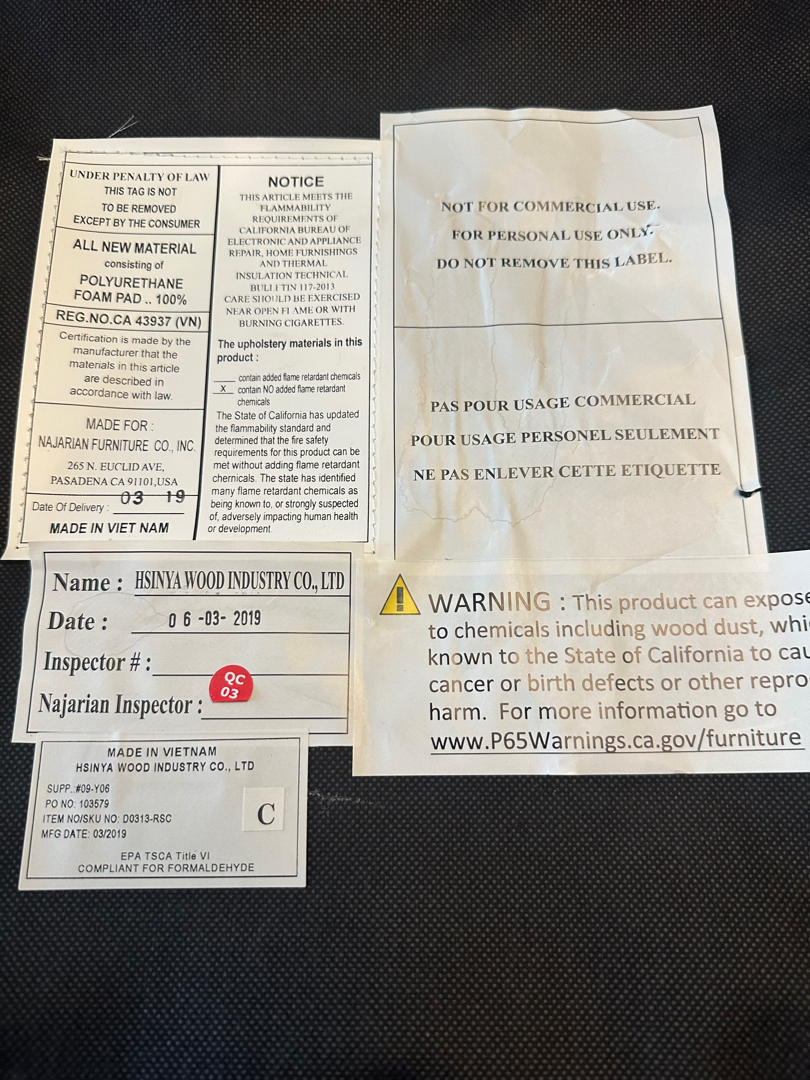 UNDER PENALTY OF LAW
THIS TAG IS NOT
TO BE REMOVED
EXCEPT BY THE CONSUMER
ALL NEW MATERIAL
consisting of
POLYURETHANE
FOAM PAD .. 100%
REG.NO.CA 43937 (VN)
Certification is made by the
manufacturer that the
materials in this article
are described in
accordance with law.
MADE FOR :
NAJARIAN FURNITURE CO., INC.
265 N. EUCLID AVE,
PASADENA CA 91101,USA
Date Of Delivery : 03 19
MADE IN VIET NAM
NOTICE
THIS ARTICLE MEETS THE
FLAMMABILITY
REQUIREMENTS OF
CALIFORNIA BUREAU OF
ELECTRONIC AND APPLIANCE
REPAIR, HOME FURNISHINGS
AND THERMAL
INSULATION TECHNICAL
BULLETIN 117-2013
CARE SHOULD BE EXERCISED
NEAR OPEN FLAME OR WITH
BURNING CIGARETTES.
The upholstery materials in this
product :
____ contain added flame retardant chemicals
X contain NO added flame retardant
chemicals
The State of California has updated
the flammability standard and
determined that the fire safety
requirements for this product can be
met without adding flame retardant
chemicals. The state has identified
many flame retardant chemicals as
being known to, or strongly suspected
of, adversely impacting human health
or development.
NOT FOR COMMERCIAL USE.
FOR PERSONAL USE ONLY.
DO NOT REMOVE THIS LABEL.
PAS POUR USAGE COMMERCIAL
POUR USAGE PERSONEL SEULEMENT
NE PAS ENLEVER CETTE ETIQUETTE
Name : HSINYA WOOD INDUSTRY CO., LTD
Date : 06-03-2019
Inspector # :
Najarian Inspector :
QC
03
WARNING : This product can expose
to chemicals including wood dust,
known to the State of California to
cancer or birth defects or other
harm. For more information go to
www.P65Warnings.ca.gov/furniture
MADE IN VIETNAM
HSINYA WOOD INDUSTRY CO., LTD
SUPP.:#09-Y06
PO NO: 103579
ITEM NO/SKU NO: D0313-RSC
MFG DATE: 03/2019
C
EPA TSCA Title VI
COMPLIANT FOR FORMALDEHYDE